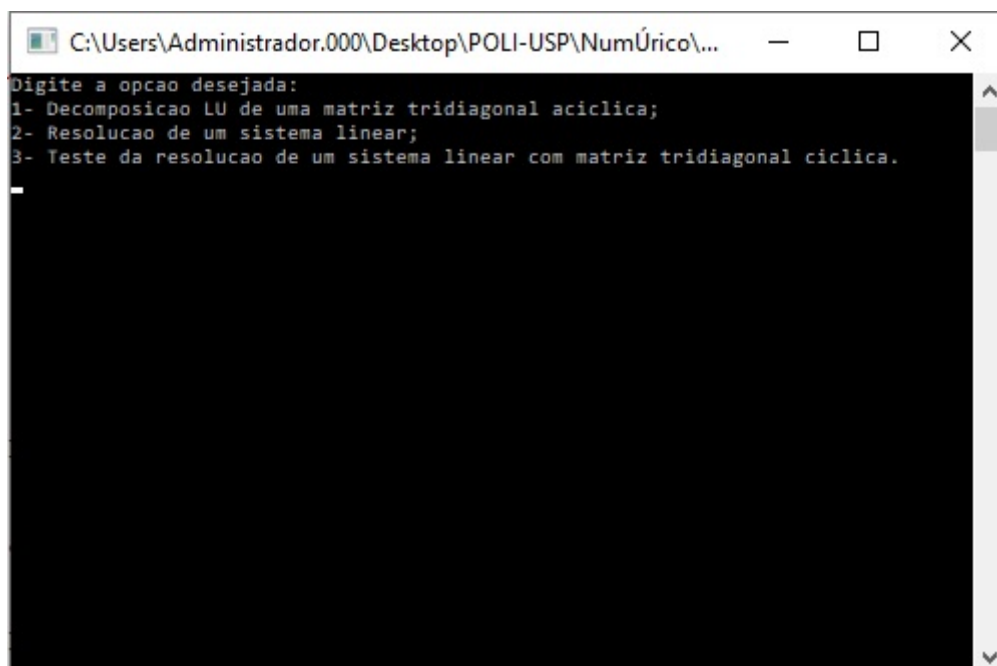 C:\Users\Administrador.000\Desktop\POLI-USP\NumÚrico\...
Digite a opcao desejada:
1- Decomposicao LU de uma matriz tridiagonal aciclica;
2- Resolucao de um sistema linear;
3- Teste da resolucao de um sistema linear com matriz tridiagonal ciclica.